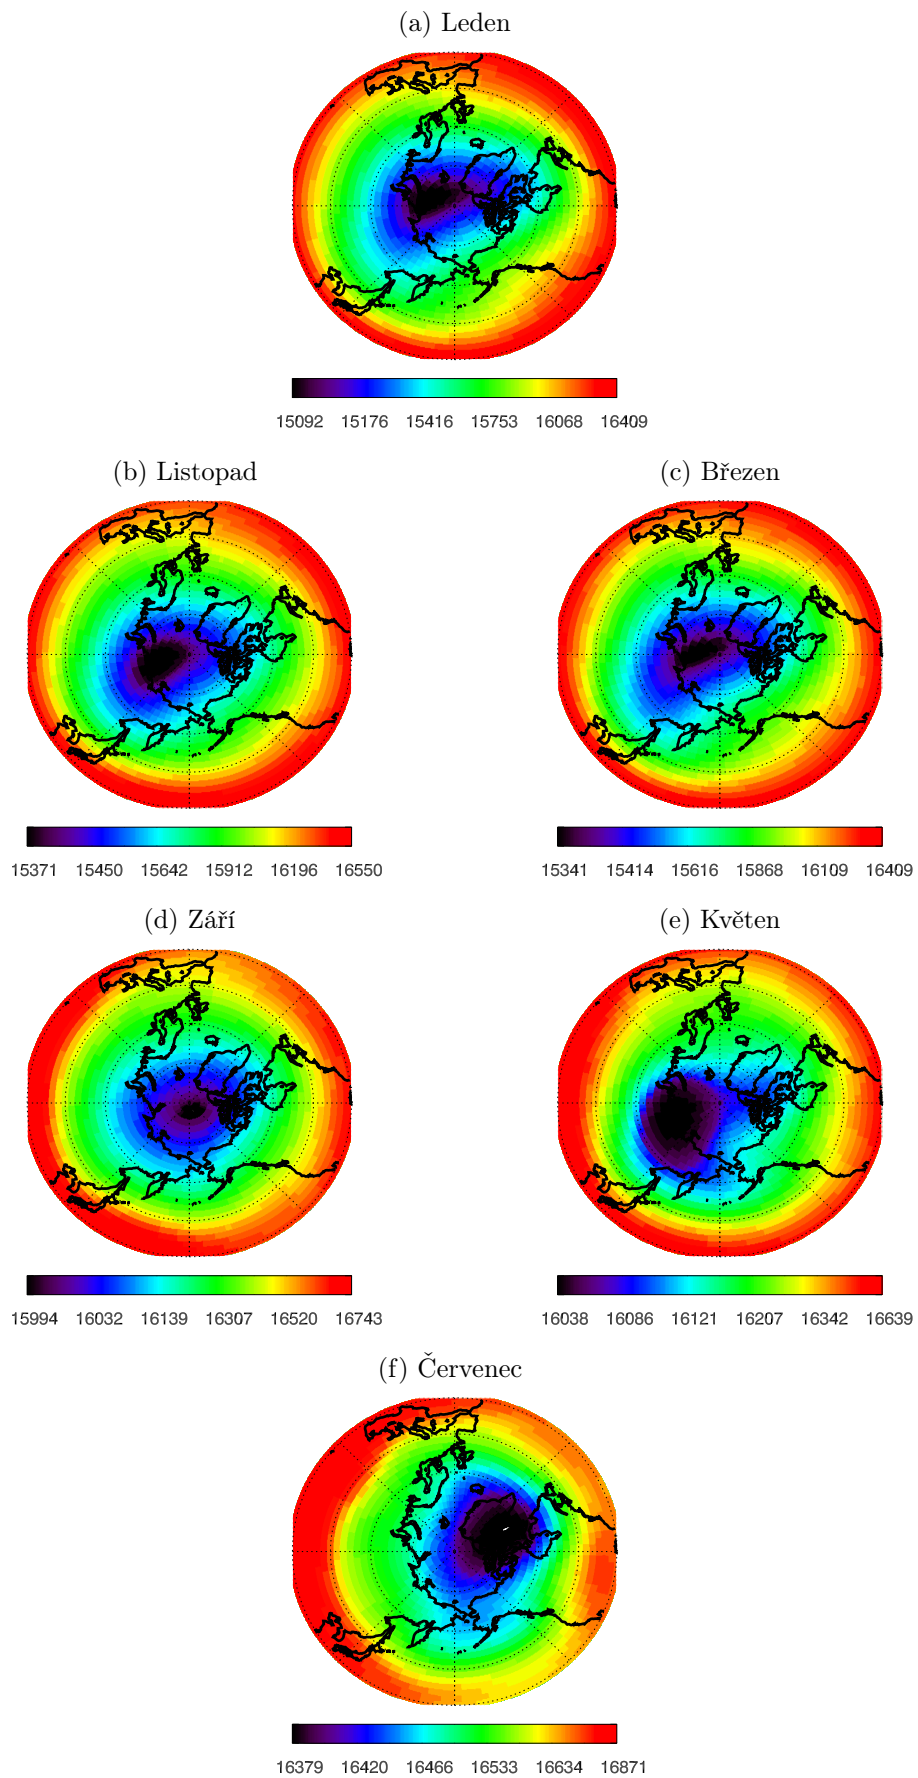 (a) Leden
15092 15176 15416 15753 16068 16409
(b) Listopad
15371 15450 15642 15912 16196 16550
(c) Březen
15341 15414 15616 15868 16109 16409
(d) Září
15994 16032 16139 16307 16520 16743
(e) Květen
16038 16086 16121 16207 16342 16639
(f) Červenec
16379 16420 16466 16533 16634 16871